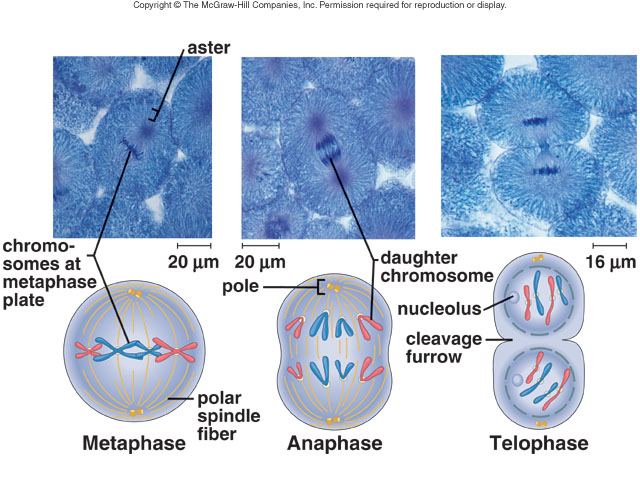 Copyright © The McGraw-Hill Companies, Inc. Permission required for reproduction or display.
aster
chromo-
somes at
metaphase
plate
20 µm
20 µm
16 µm
daughter
chromosome
pole
nucleolus
cleavage
furrow
polar
spindle
fiber
Metaphase
Anaphase
Telophase